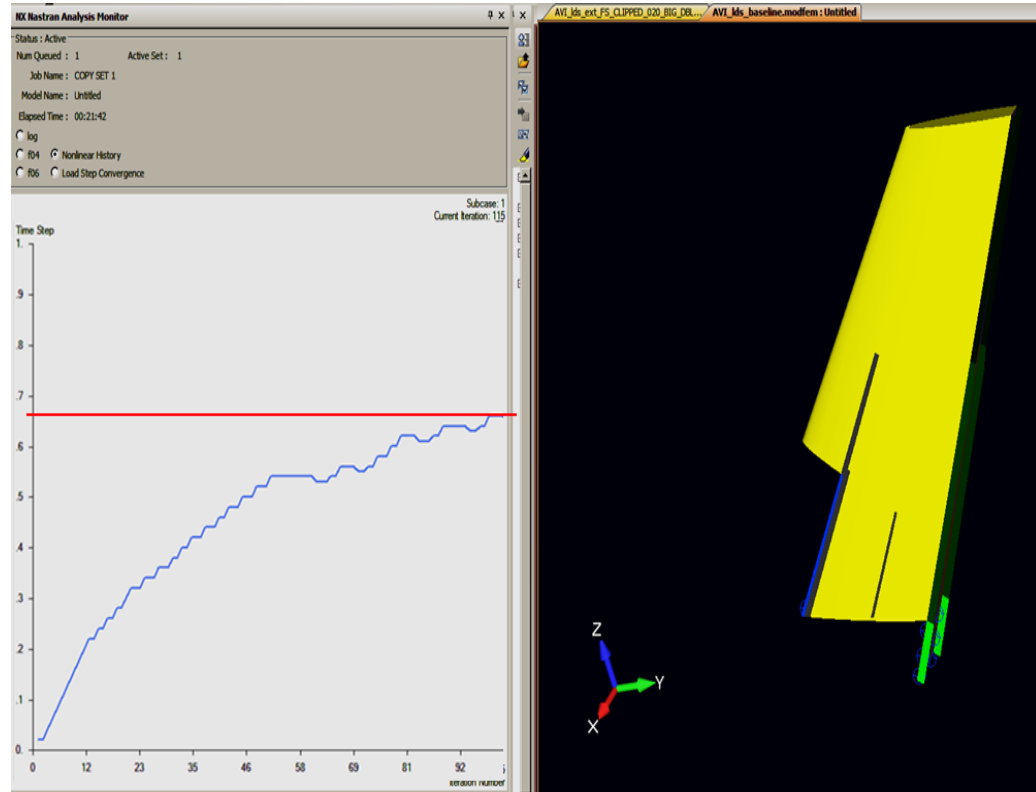 NX Nastran Analysis Monitor
Status : Active
Num Queued : 1 Active Set : 1
Job Name : COPY SET 1
Model Name : Untitled
Elapsed Time : 00:21:42
log
f04 Nonlinear History
f06 Load Step Convergence
AVI_lds_ext_FS_CLIPPED_020_BIG_DBL...
AVI_lds_baseline.modfem : Untitled
Subcase: 1
Current Iteration: 115
Time Step
1.
.9
.8
.7
.6
.5
.4
.3
.2
.1
0.
0 12 23 35 46 58 69 81 92
Iteration Number
Z
Y
X